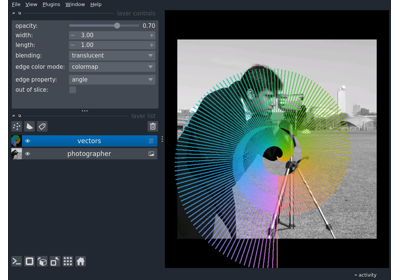 File View Plugins Window Help
layer controls
opacity: 0.70
width: − 3.00 +
length: − 1.00 +
blending: translucent
edge color mode: colormap
edge property: angle
out of slice:
layer list
vectors
photographer
activity